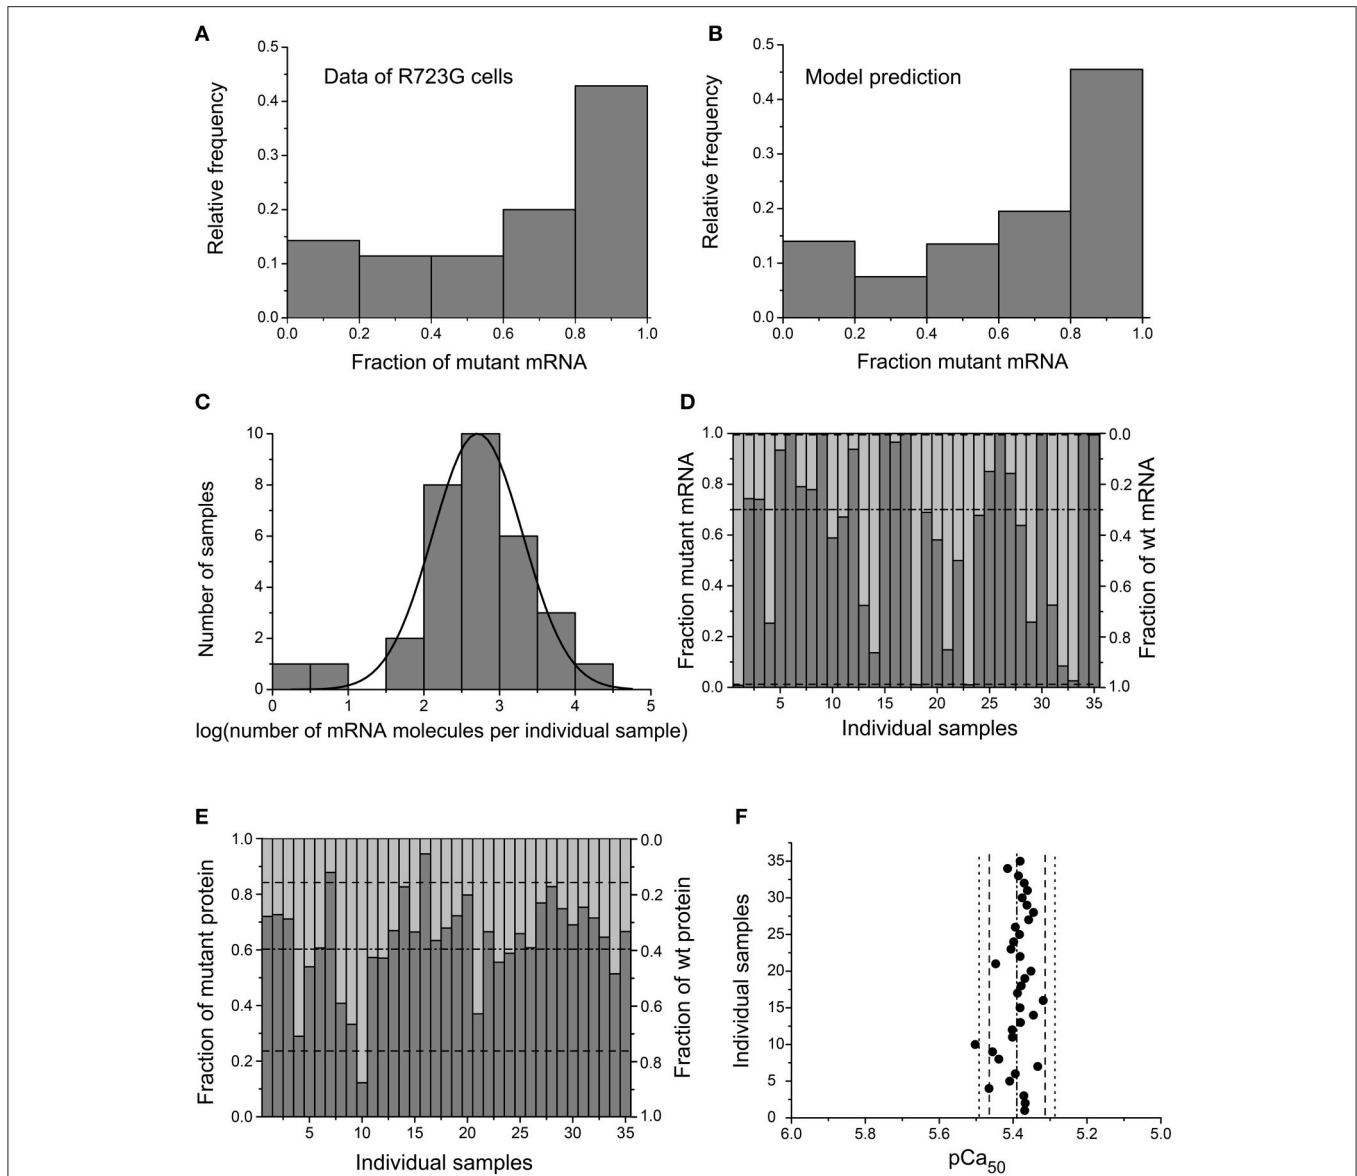 A
Data of R723G cells
Relative frequency
0.5
0.4
0.3
0.2
0.1
0.0
0.0 0.2 0.4 0.6 0.8 1.0
Fraction of mutant mRNA
B
Model prediction
Relative frequency
0.5
0.4
0.3
0.2
0.1
0.0
0.0 0.2 0.4 0.6 0.8 1.0
Fraction mutant mRNA
C
Number of samples
10
8
6
4
2
0
0 1 2 3 4 5
log(number of mRNA molecules per individual sample)
D
Fraction mutant mRNA
1.0
0.8
0.6
0.4
0.2
0.0
0.0
0.2
0.4
0.6
0.8
1.0
Fraction of wt mRNA
5 10 15 20 25 30 35
Individual samples
E
Fraction of mutant protein
1.0
0.8
0.6
0.4
0.2
0.0
0.0
0.2
0.4
0.6
0.8
1.0
Fraction of wt protein
5 10 15 20 25 30 35
Individual samples
F
Individual samples
35
30
25
20
15
10
5
0
6.0 5.8 5.6 5.4 5.2 5.0
pCa50